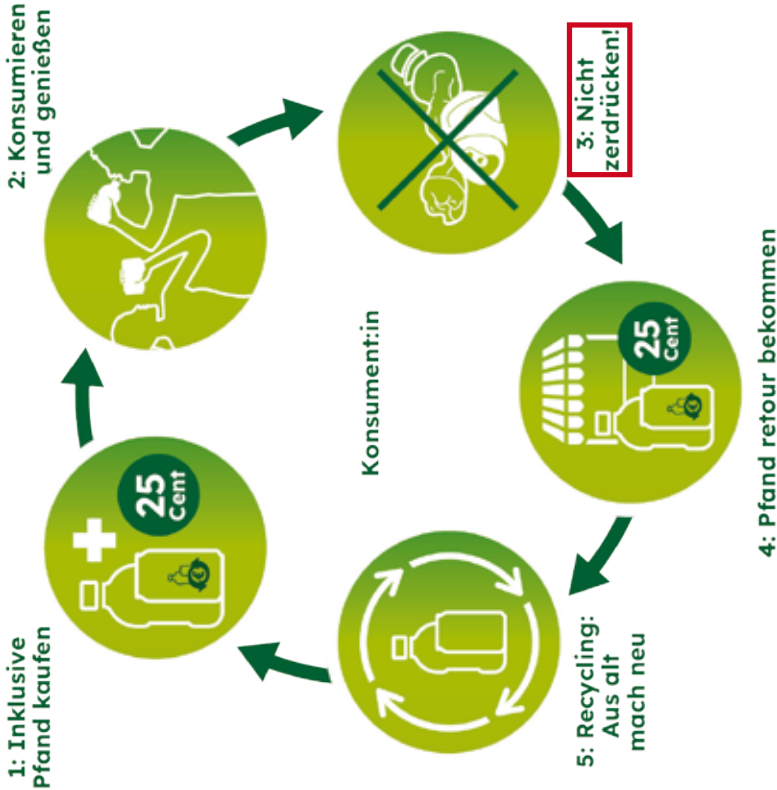 1: Inklusive
Pfand kaufen
25
Cent
2: Konsumieren
und genießen
3: Nicht
zerdrücken!
25
Cent
4: Pfand retour bekommen
5: Recycling:
Aus alt
mach neu
Konsument:in